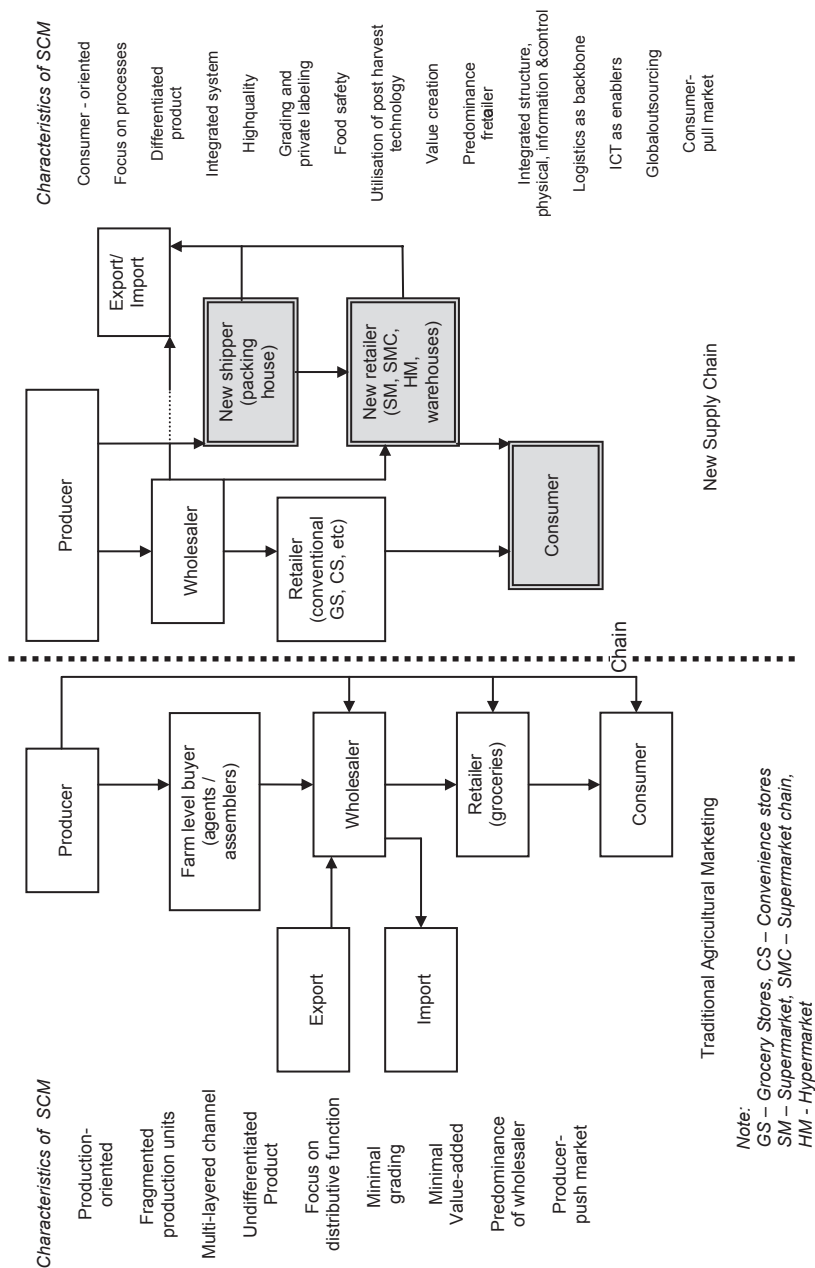 Characteristics of SCM
Production-
oriented
Fragmented
production units
Multi-layered channel
Undifferentiated
Product
Focus on
distributive function
Minimal
grading
Minimal
Value-added
Predominance
of wholesaler
Producer-
push market
Producer
Farm level buyer
(agents /
assemblers)
Export
Wholesaler
Import
Retailer
(groceries)
Consumer
Traditional Agricultural Marketing
Chain
Producer
Wholesaler
Export/
Import
New shipper
(packing
house)
Retailer
(conventional
GS, CS, etc)
New retailer
(SM, SMC,
HM,
warehouses)
Consumer
New Supply Chain
Characteristics of SCM
Consumer - oriented
Focus on processes
Differentiated
product
Integrated system
Highquality
Grading and
private labeling
Food safety
Utilisation of post harvest
technology
Value creation
Predominance
Integrated structure,
physical, information &control
Logistics as backbone
ICT as enablers
Globaloutsourcing
Consumer-
pull market
Note:
GS – Grocery Stores, CS – Convenience stores
SM – Supermarket, SMC – Supermarket chain,
HM - Hypermarket